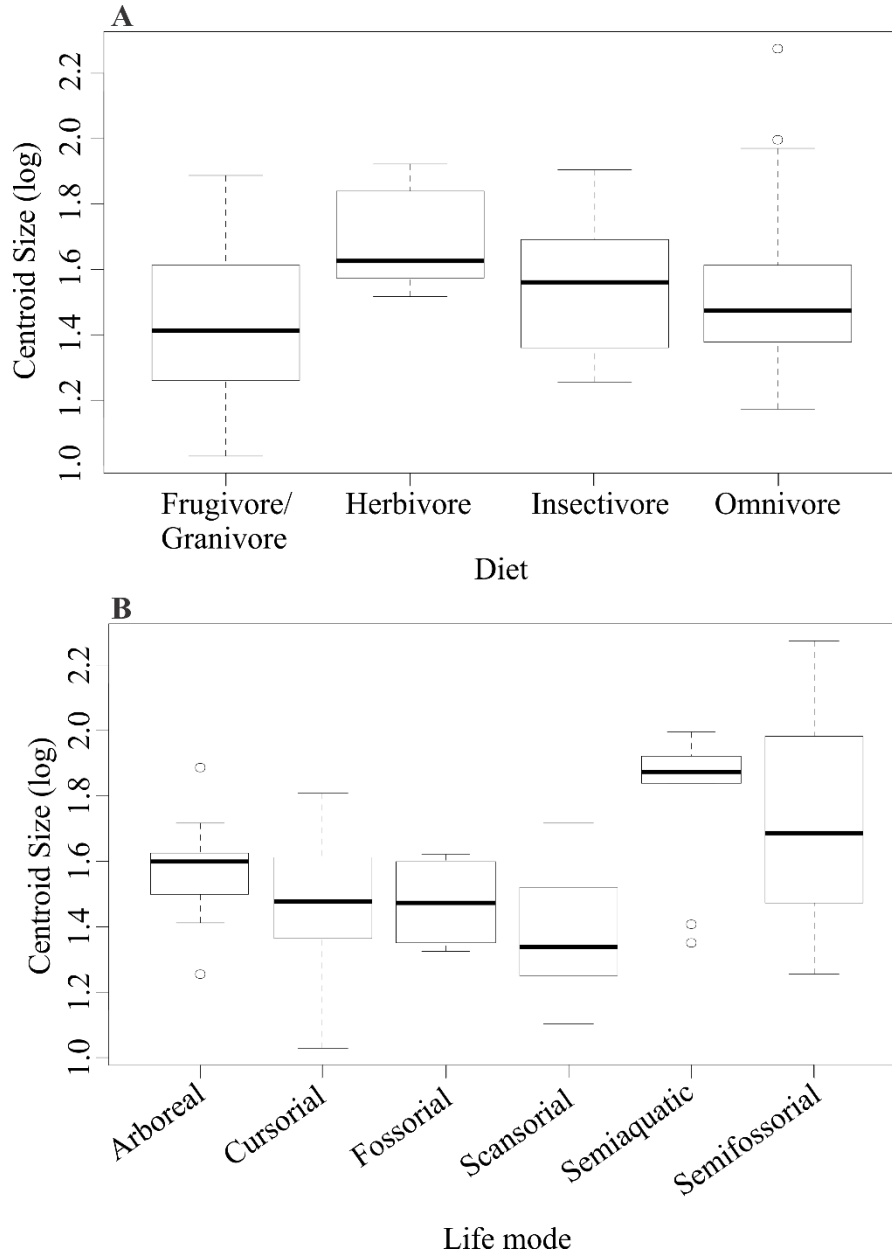 A
Centroid Size (log)
2.2
2.0
1.8
1.6
1.4
1.2
1.0
Frugivore/
Granivore
Herbivore
Insectivore
Omnivore
Diet
B
Centroid Size (log)
2.2
2.0
1.8
1.6
1.4
1.2
1.0
Arboreal
Cursorial
Fossorial
Scansorial
Semiaquatic
Semifossorial
Life mode